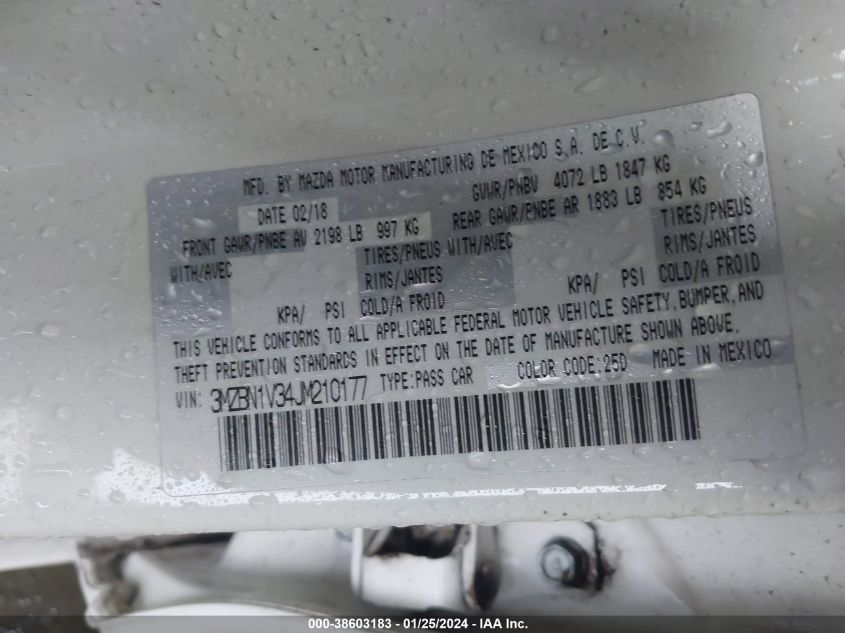 MFD. BY MAZDA MOTOR MANUFACTURING DE MEXICO S.A. DE C.V.
DATE 02/18 GVWR/PNBV 4072 LB 1847 KG
FRONT GAWR/PNBE AV 2198 LB 997 KG REAR GAWR/PNBE AR 1883 LB 854 KG
WITH/AVEC TIRES/PNEUS WITH/AVEC TIRES/PNEUS
RIMS/JANTES RIMS/JANTES
KPA/ PSI COLD/A FROID KPA/ PSI COLD/A FROID
THIS VEHICLE CONFORMS TO ALL APPLICABLE FEDERAL MOTOR VEHICLE SAFETY,BUMPER,AND
THEFT PREVENTION STANDARDS IN EFFECT ON THE DATE OF MANUFACTURE SHOWN ABOVE.
VIN: 3MZBN1V34JM210177 TYPE:PASS CAR COLOR CODE:25D MADE IN MEXICO
000-38603183 - 01/25/2024 - IAA Inc.